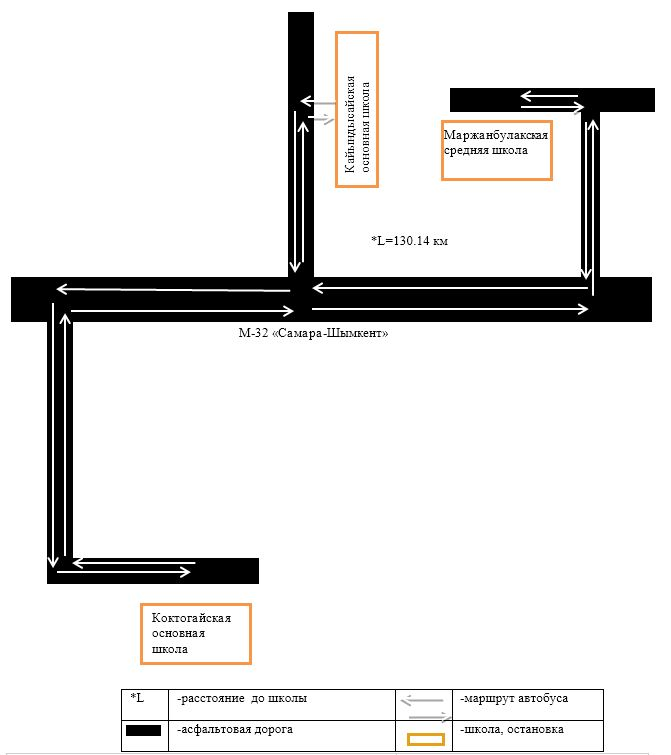 Кайындысайская
основная школа
Маржанбулакская
средняя школа
*L=130.14 км
М-32 «Самара-Шымкент»
Коктогайская
основная
школа
*L -расстояние до школы -маршрут автобуса
-асфальтовая дорога -школа, остановка